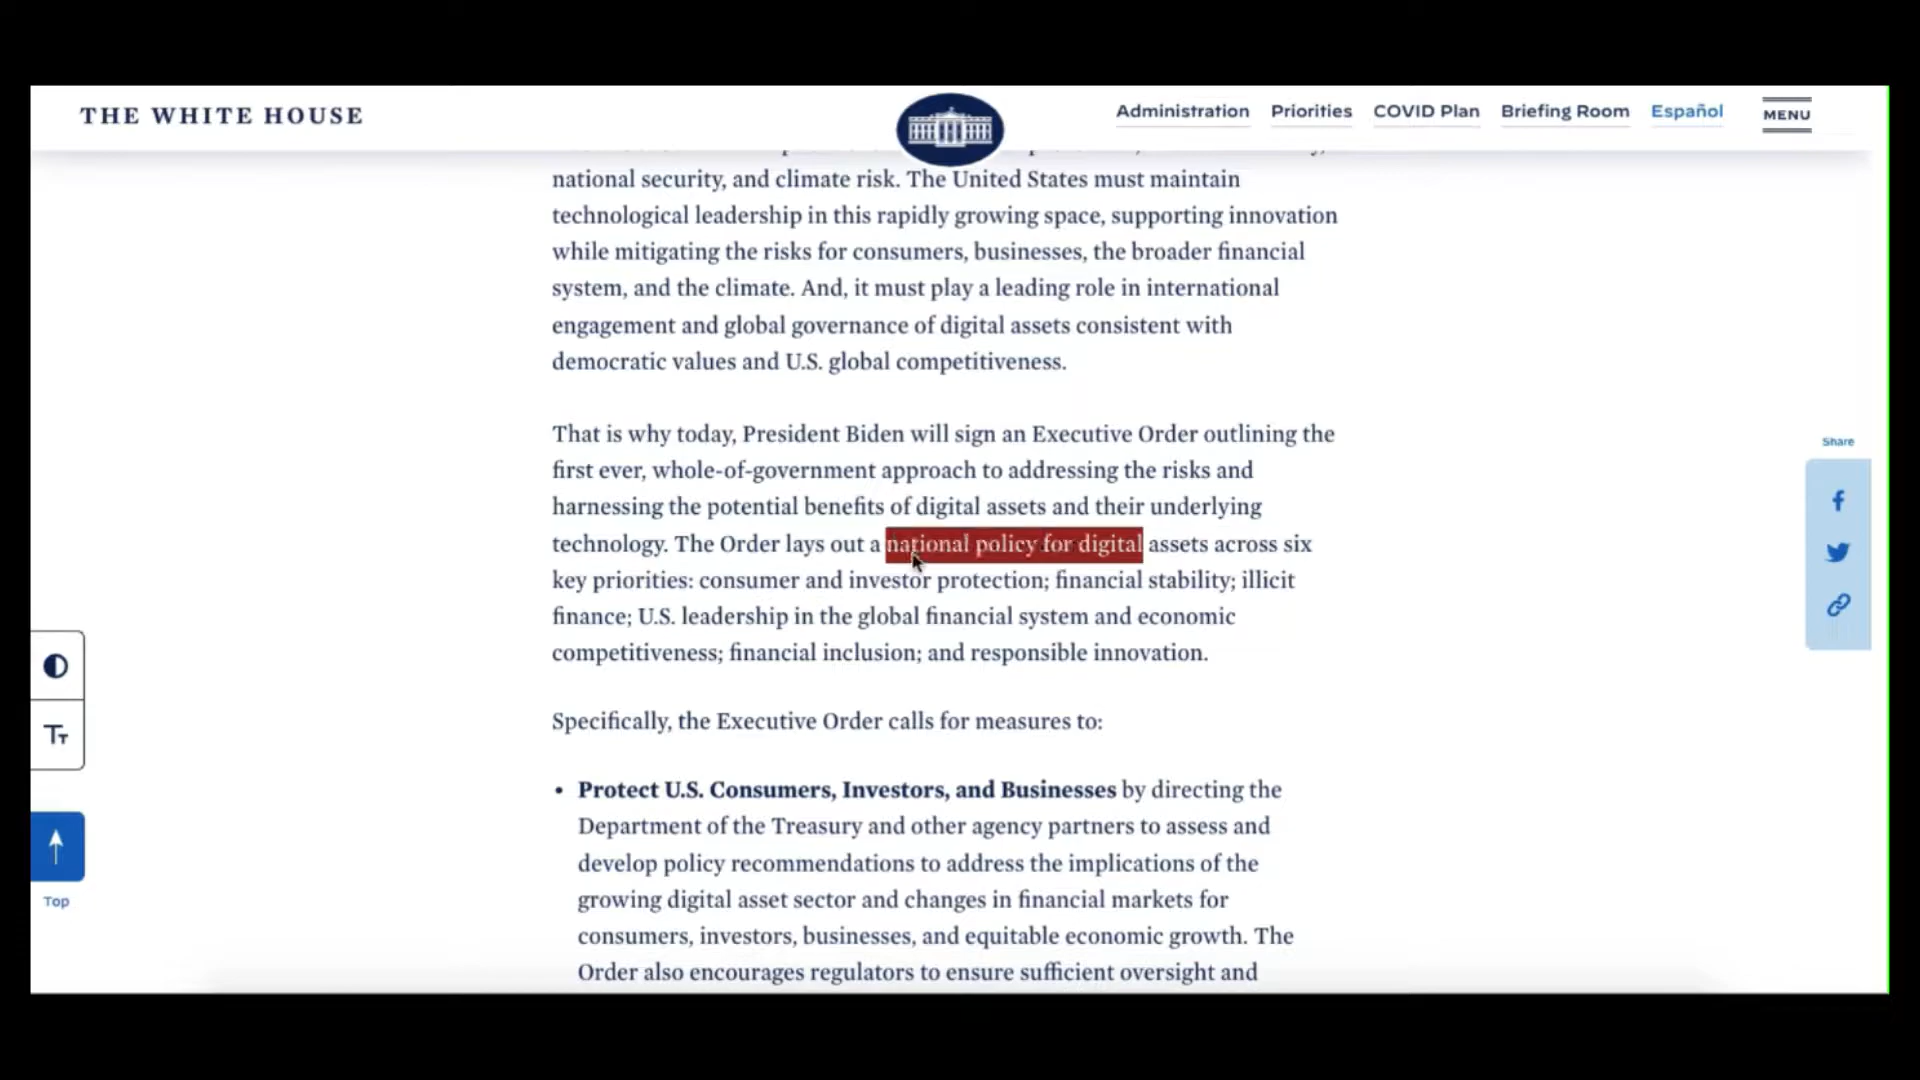 THE WHITE HOUSE
Administration
Priorities
COVID Plan
Briefing Room
Español
MENU
national security, and climate risk. The United States must maintain
technological leadership in this rapidly growing space, supporting innovation
while mitigating the risks for consumers, businesses, the broader financial
system, and the climate. And, it must play a leading role in international
engagement and global governance of digital assets consistent with
democratic values and U.S. global competitiveness.
That is why today, President Biden will sign an Executive Order outlining the
first ever, whole-of-government approach to addressing the risks and
harnessing the potential benefits of digital assets and their underlying
technology. The Order lays out a national policy for digital assets across six
key priorities: consumer and investor protection; financial stability; illicit
finance; U.S. leadership in the global financial system and economic
competitiveness; financial inclusion; and responsible innovation.
Specifically, the Executive Order calls for measures to:
• Protect U.S. Consumers, Investors, and Businesses by directing the
Department of the Treasury and other agency partners to assess and
develop policy recommendations to address the implications of the
growing digital asset sector and changes in financial markets for
consumers, investors, businesses, and equitable economic growth. The
Order also encourages regulators to ensure sufficient oversight and
Share
TT
Top